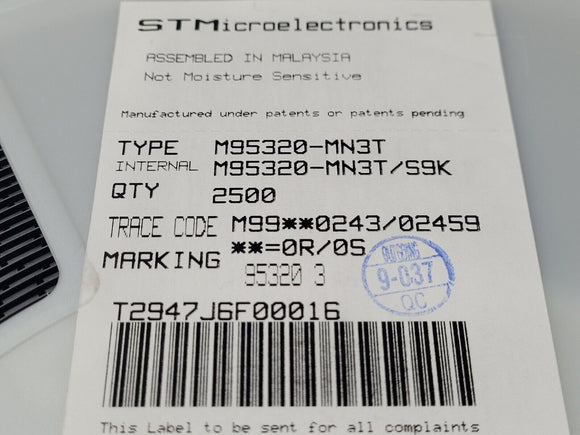 STMicroelectronics
ASSEMBLED IN MALAYSIA
Not Moisture Sensitive
Manufactured under patents or patents pending
TYPE M95320-MN3T
INTERNAL M95320-MN3T/S9K
QTY 2500
TRACE CODE M99**0243/02459
**=0R/0S
MARKING 95320 3
OUTGOING
9-037
QC
T2947J6F00016
This Label to be sent for all complaints